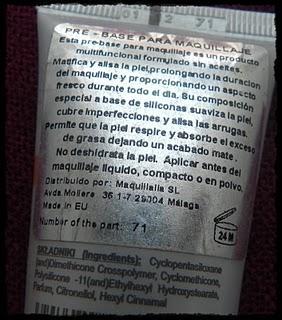 2 71
PRE - BASE PARA MAQUILLAJE
Esta pre-base para maquillaje es un producto
multifuncional formulado sin aceites.
Matifica y alisa la piel, prolongando la duración
del maquillaje y proporcionando un aspecto
fresco durante todo el día. Su composición
especial a base de siliconas suaviza la piel,
cubre imperfecciones y alisa las arrugas.
Permite que la piel respire y absorbe el exceso
de grasa dejando un acabado mate.
No deshidrata la piel. Aplicar antes del
maquillaje líquido, compacto o en polvo.
Distribuido por: Maquillalia SL
Avda Moliere 36 1-7 29004 Málaga
Made in EU
Number of the part: 71
24 M
SKŁADNIKI (Ingredients): Cyclopentasiloxane
(and)Dimethicone Crosspolymer, Cyclomethicone,
Polysilicone -11(and)Ethylhexyl Hydroxystearate,
Parfum, Citronellol, Hexyl Cinnamal